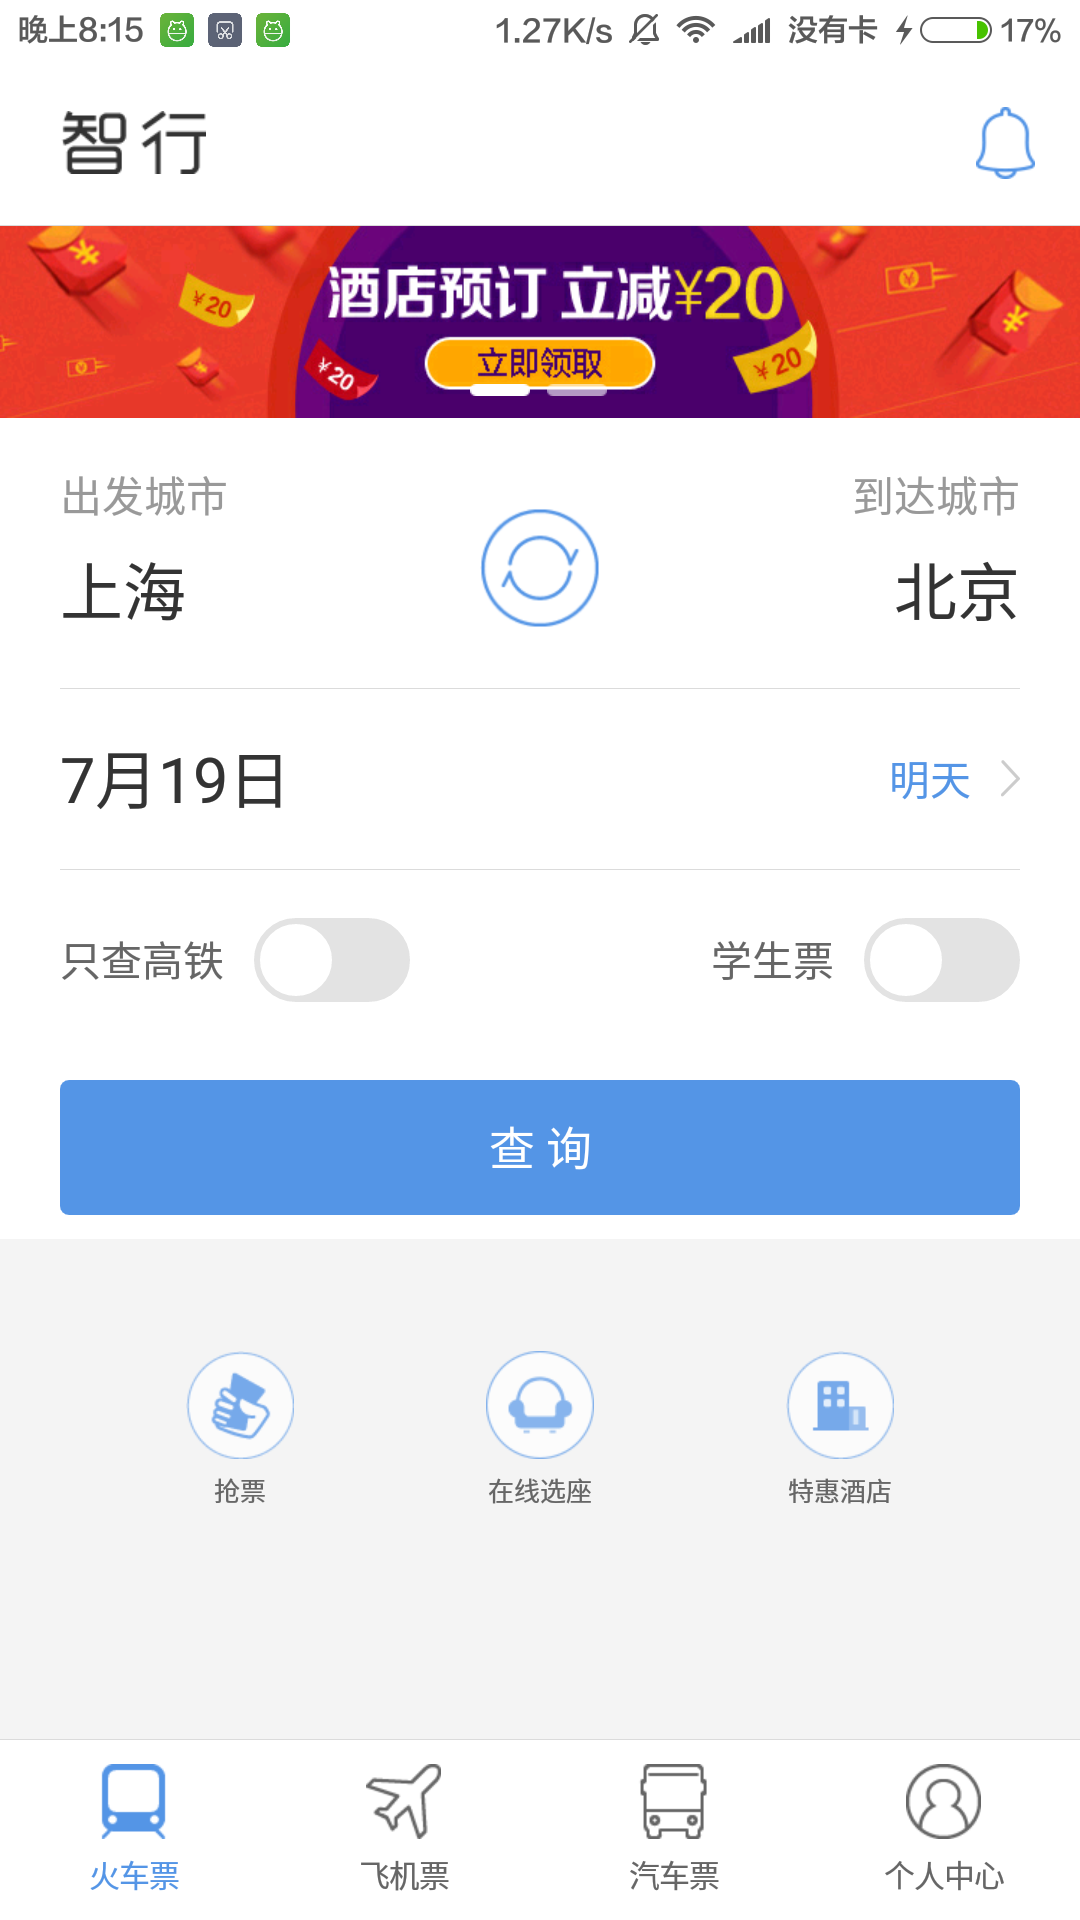 晚上8:15 1.27K/s 没有卡 17%
智行
酒店预订 立减¥20
¥20
立即领取
¥20
¥20
出发城市 到达城市
上海 北京
7月19日 明天
只查高铁 学生票
查 询
抢票 在线选座 特惠酒店
火车票 飞机票 汽车票 个人中心